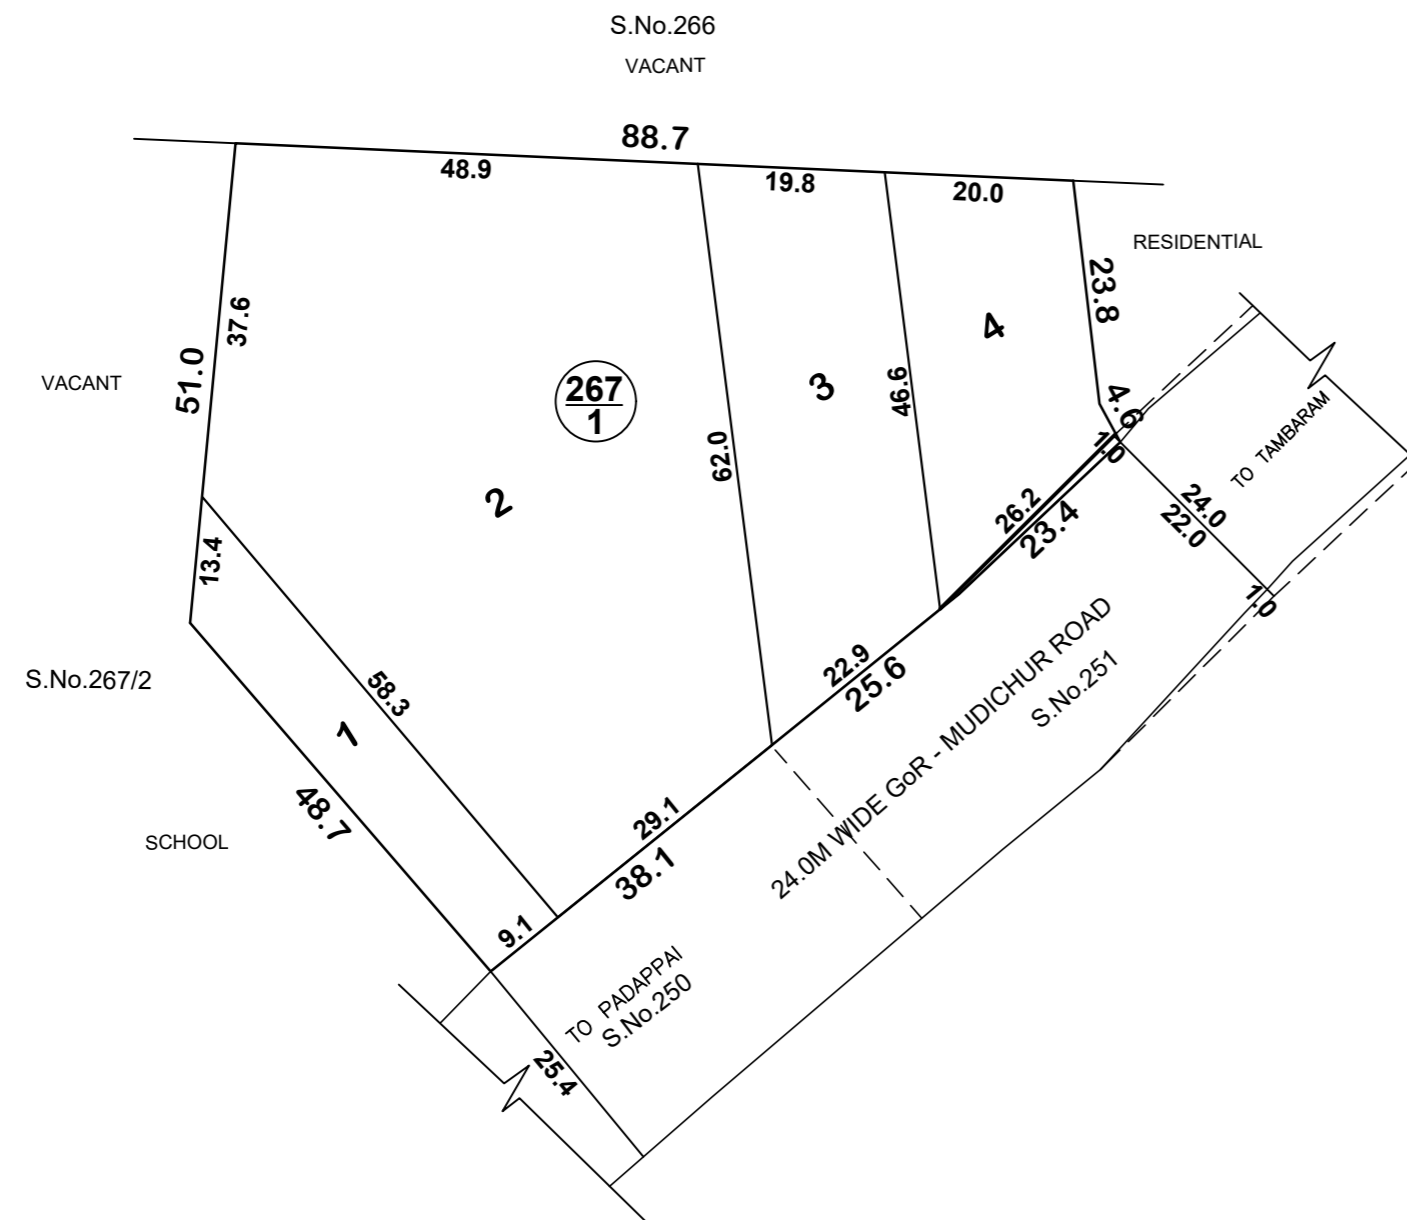 S.No.266
VACANT
88.7
48.9
19.8
20.0
RESIDENTIAL
23.8
37.6
51.0
VACANT
267
1
3
4
46.6
4.6
1.0
TO TAMBARAM
62.0
2
26.2
23.4
24.0
22.0
13.4
1.0
S.No.267/2
58.3
1
22.9
25.6
24.0M WIDE GoR - MUDICHUR ROAD
S.No.251
48.7
SCHOOL
29.1
38.1
9.1
TO PADAPPAI
S.No.250
25.4